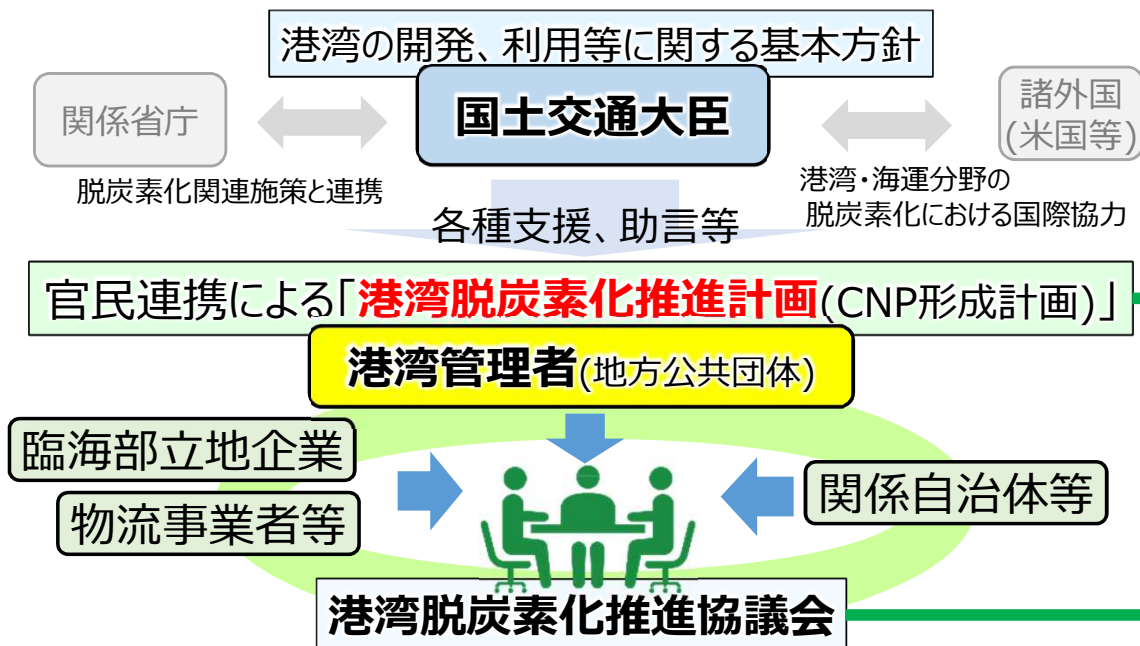 港湾の開発、利用等に関する基本方針
関係省庁
国土交通大臣
諸外国
(米国等)
脱炭素化関連施策と連携
港湾・海運分野の
脱炭素化における国際協力
各種支援、助言等
官民連携による「港湾脱炭素化推進計画(CNP形成計画)」
港湾管理者(地方公共団体)
臨海部立地企業
物流事業者等
関係自治体等
港湾脱炭素化推進協議会